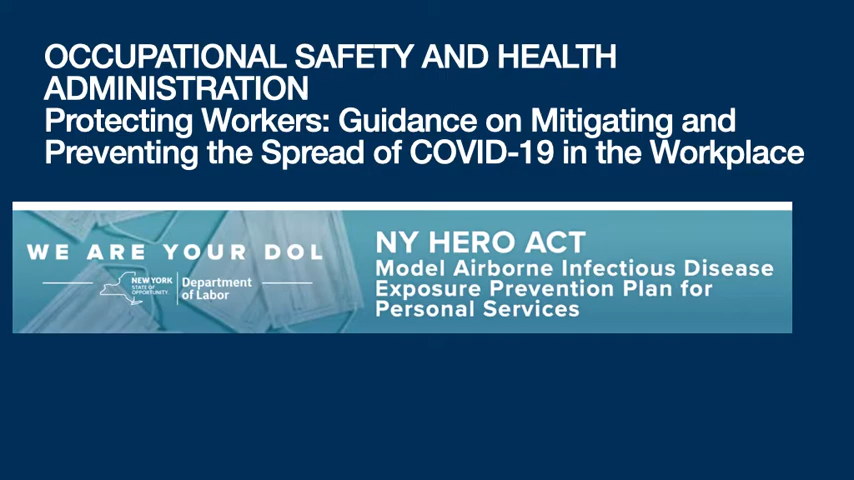 OCCUPATIONAL SAFETY AND HEALTH
ADMINISTRATION
Protecting Workers: Guidance on Mitigating and
Preventing the Spread of COVID-19 in the Workplace
WE ARE YOUR DOL
NEW YORK
STATE OF
OPPORTUNITY.
Department
of Labor
NY HERO ACT
Model Airborne Infectious Disease
Exposure Prevention Plan for
Personal Services